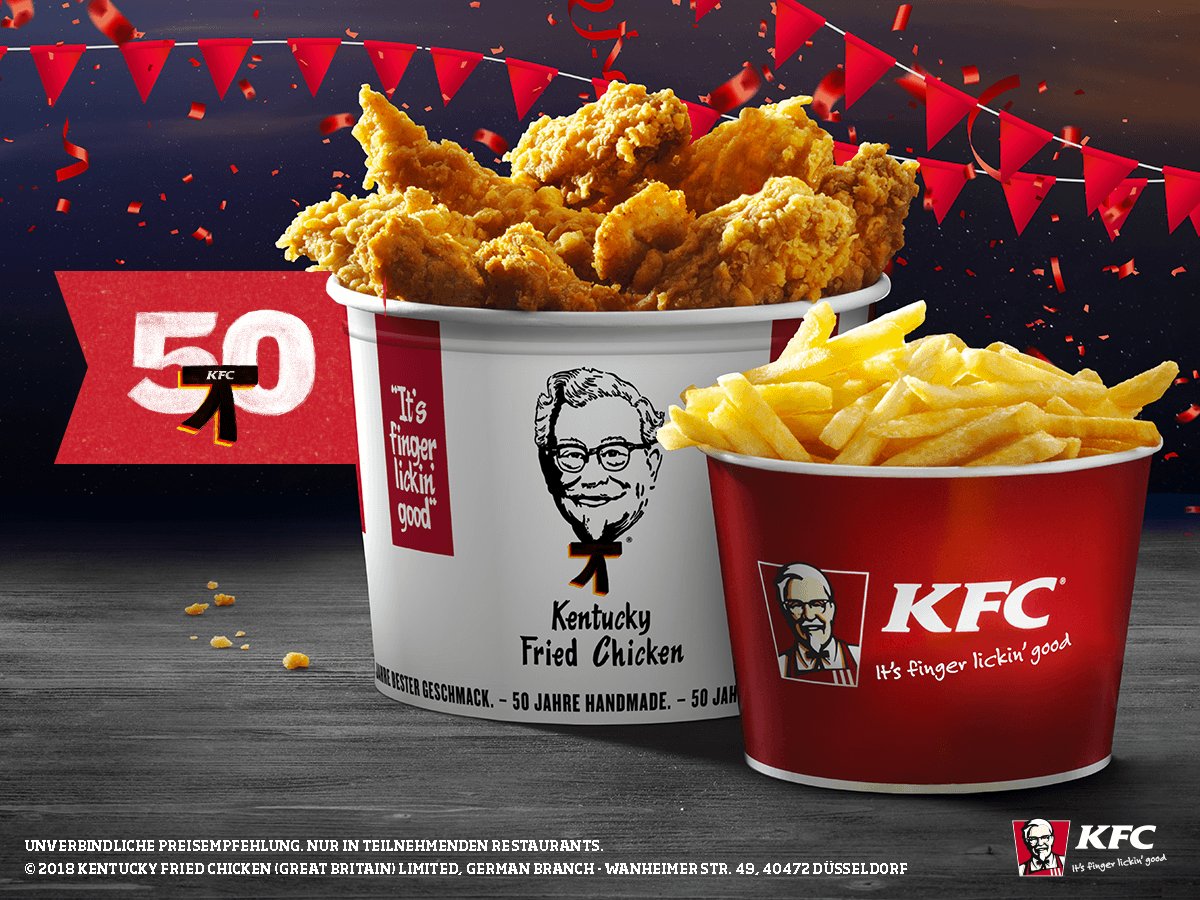 50
KFC
"It's
finger
lickin'
good"
Kentucky
Fried Chicken
BESTER GESCHMACK. – 50 JAHRE HANDMADE. – 50
KFC®
It's finger lickin' good
UNVERBINDLICHE PREISEMPFEHLUNG. NUR IN TEILNEHMENDEN RESTAURANTS.
© 2018 KENTUCKY FRIED CHICKEN (GREAT BRITAIN) LIMITED, GERMAN BRANCH · WANHEIMER STR. 49, 40472 DÜSSELDORF
KFC
It's finger lickin' good